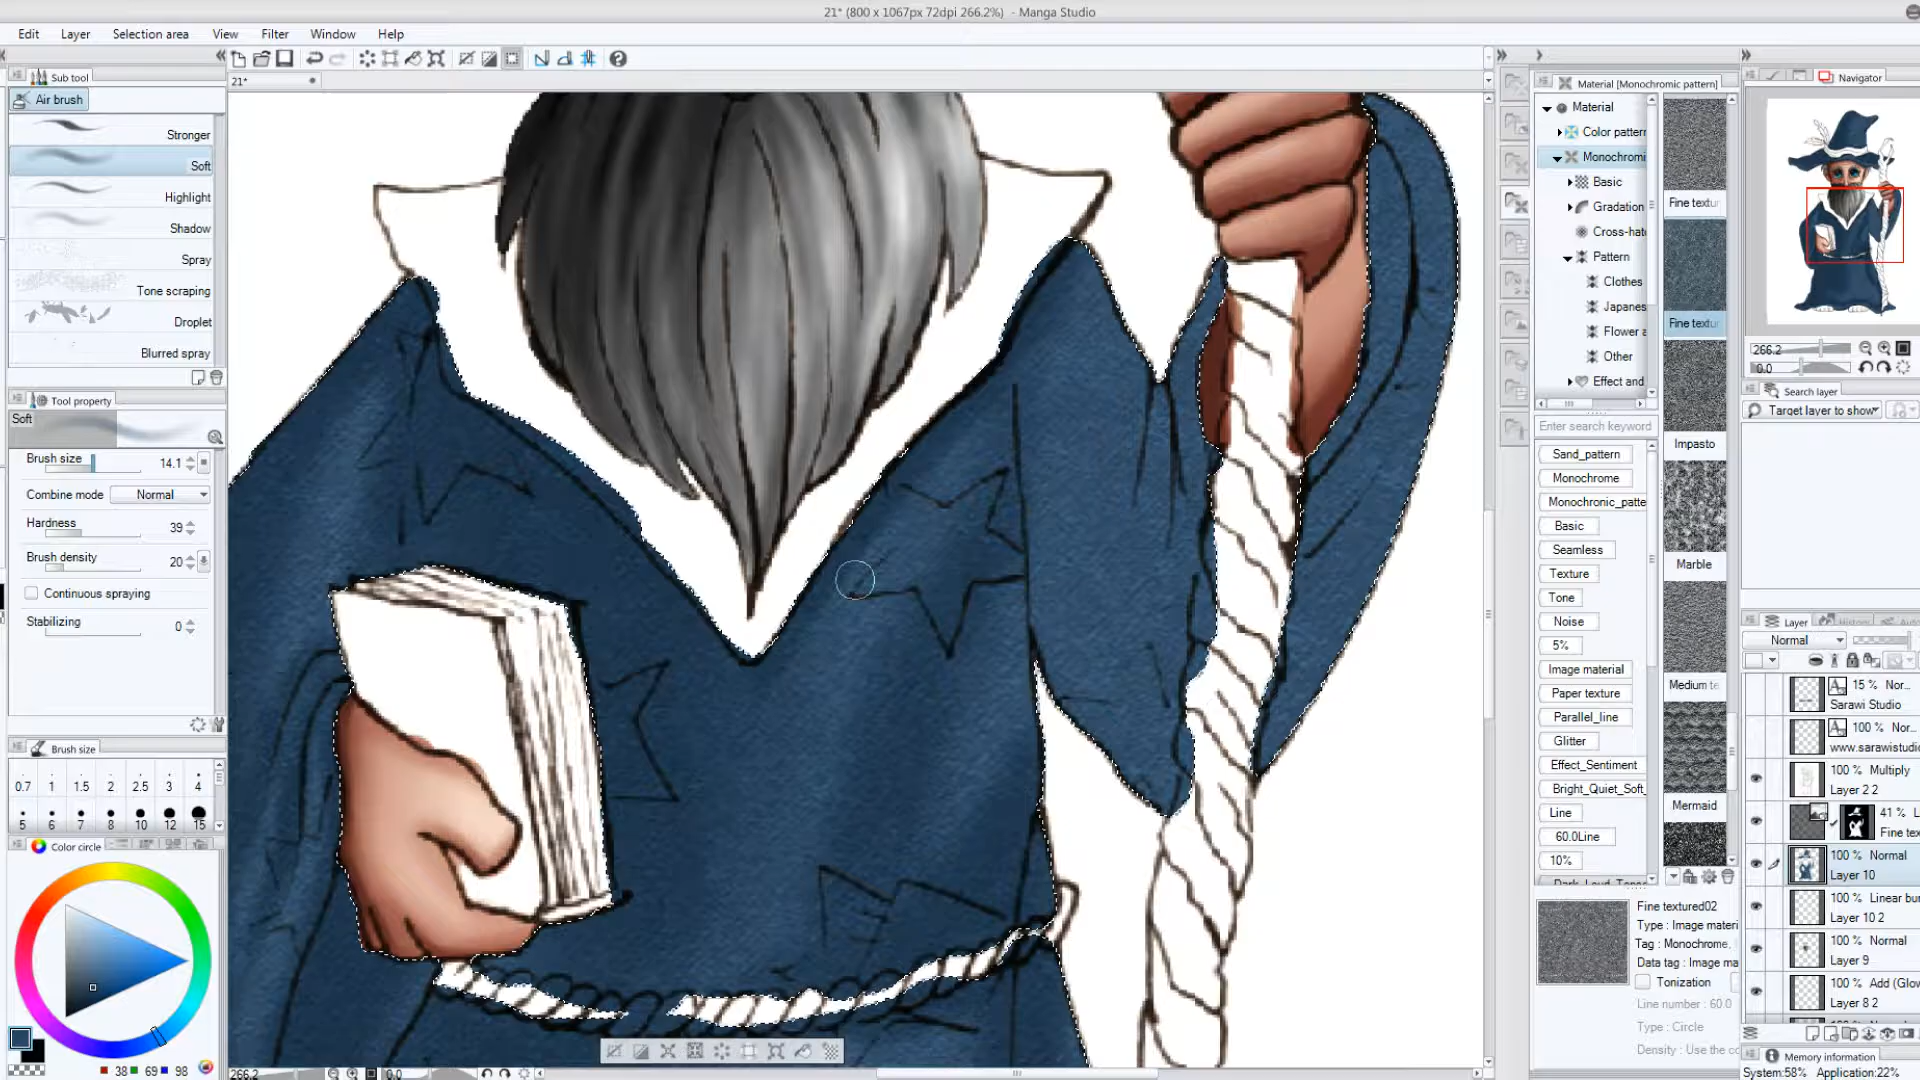 21* (800 x 1067px 72dpi 266.2%) - Manga Studio
Edit Layer Selection area View Filter Window Help
Sub tool
Air brush
Stronger
Soft
Highlight
Shadow
Spray
Tone scraping
Droplet
Blurred spray
Tool property
Soft
Brush size 14.1
Combine mode Normal
Hardness 39
Brush density 20
Continuous spraying
Stabilizing 0
Brush size
0.7 1 1.5 2 2.5 3 4
5 6 7 8 10 12 15
Color circle
38 69 98
21*
266.2 0.0
Material [Monochromic pattern]
Material
Color pattern
Monochromi
Basic
Gradation
Cross-hat
Pattern
Clothes
Japanes
Flower a
Other
Effect and
Enter search keyword
Sand_pattern
Monochrome
Monochronic_patte
Basic
Seamless
Texture
Tone
Noise
5%
Image material
Paper texture
Parallel_line
Glitter
Effect_Sentiment
Bright_Quiet_Soft_
Line
60.0Line
10%
Fine textur
Fine textur
Impasto
Marble
Medium te
Mermaid
Fine textured02
Type : Image materi
Tag : Monochrome,
Data tag : Image ma
Tonization
Line number : 60.0
Type : Circle
Density : Use the co
Navigator
266.2
0.0
Search layer
Target layer to show
Layer
Normal
15 % Nor...
Sarawi Studio
100 % Nor...
www.sarawistudio
100 % Multiply
Layer 2 2
41 % L
Fine tex
100 % Normal
Layer 10
100 % Linear bu
Layer 10 2
100 % Normal
Layer 9
100 % Add (Glov
Layer 8 2
Memory information
System:58% Application:22%